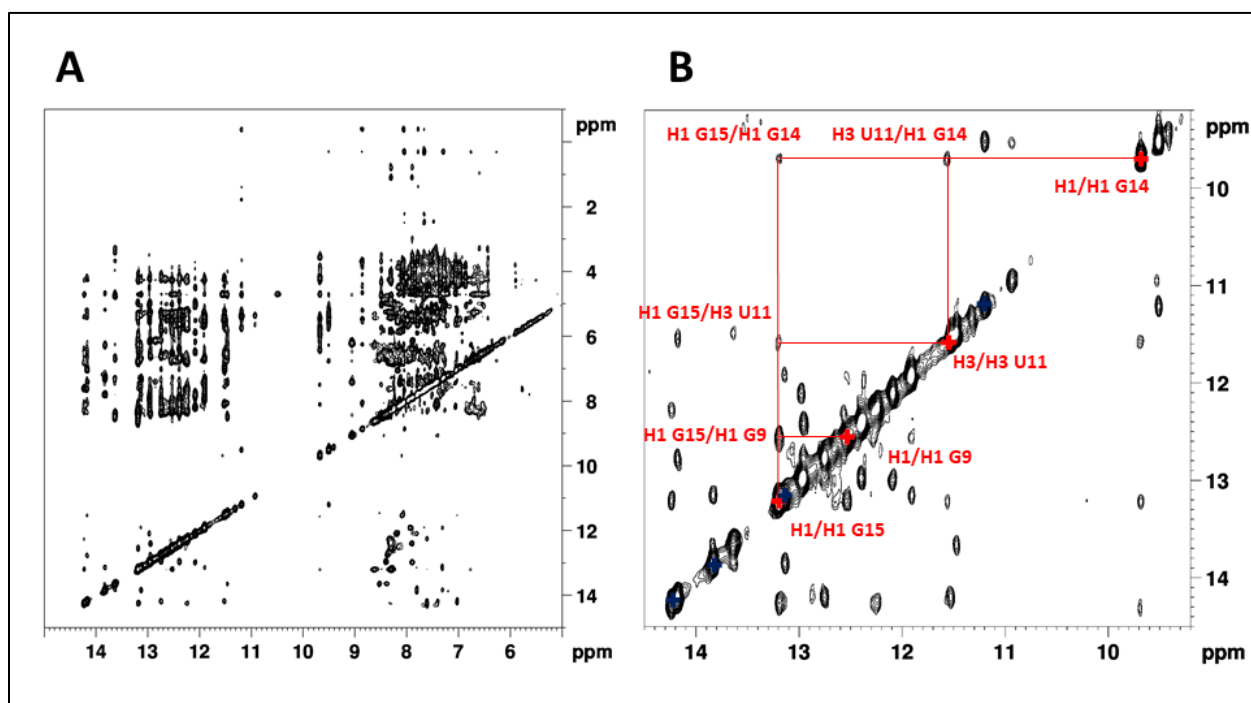 A
ppm
2
4
6
8
10
12
14
14 13 12 11 10 9 8 7 6 ppm
B
ppm
H1 G15/H1 G14 H3 U11/H1 G14
H1/H1 G14
10
11
H1 G15/H3 U11
H3/H3 U11
12
H1 G15/H1 G9
H1/H1 G9
13
H1/H1 G15
14
14 13 12 11 10 ppm